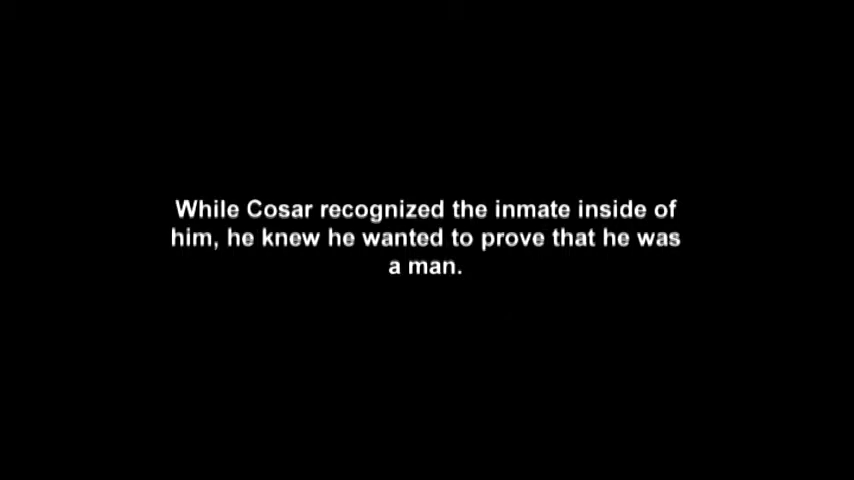 While Cosar recognized the inmate inside of
him, he knew he wanted to prove that he was
a man.